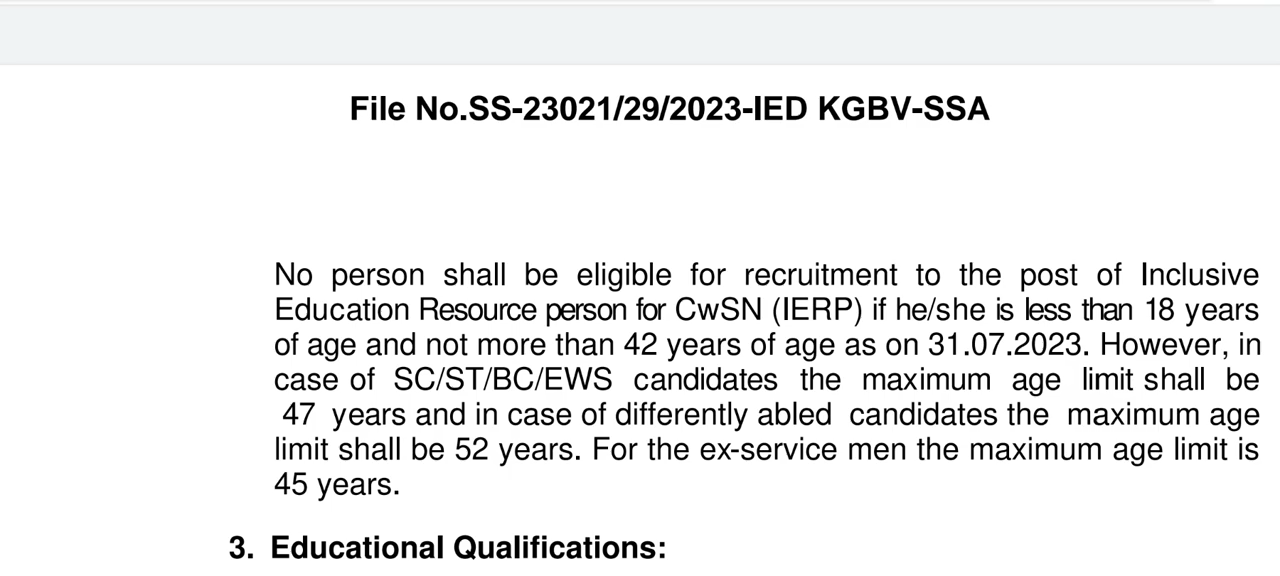 File No.SS-23021/29/2023-IED KGBV-SSA
No person shall be eligible for recruitment to the post of Inclusive
Education Resource person for CwSN (IERP) if he/she is less than 18 years
of age and not more than 42 years of age as on 31.07.2023. However, in
case of SC/ST/BC/EWS candidates the maximum age limit shall be
47 years and in case of differently abled candidates the maximum age
limit shall be 52 years. For the ex-service men the maximum age limit is
45 years.
3. Educational Qualifications: